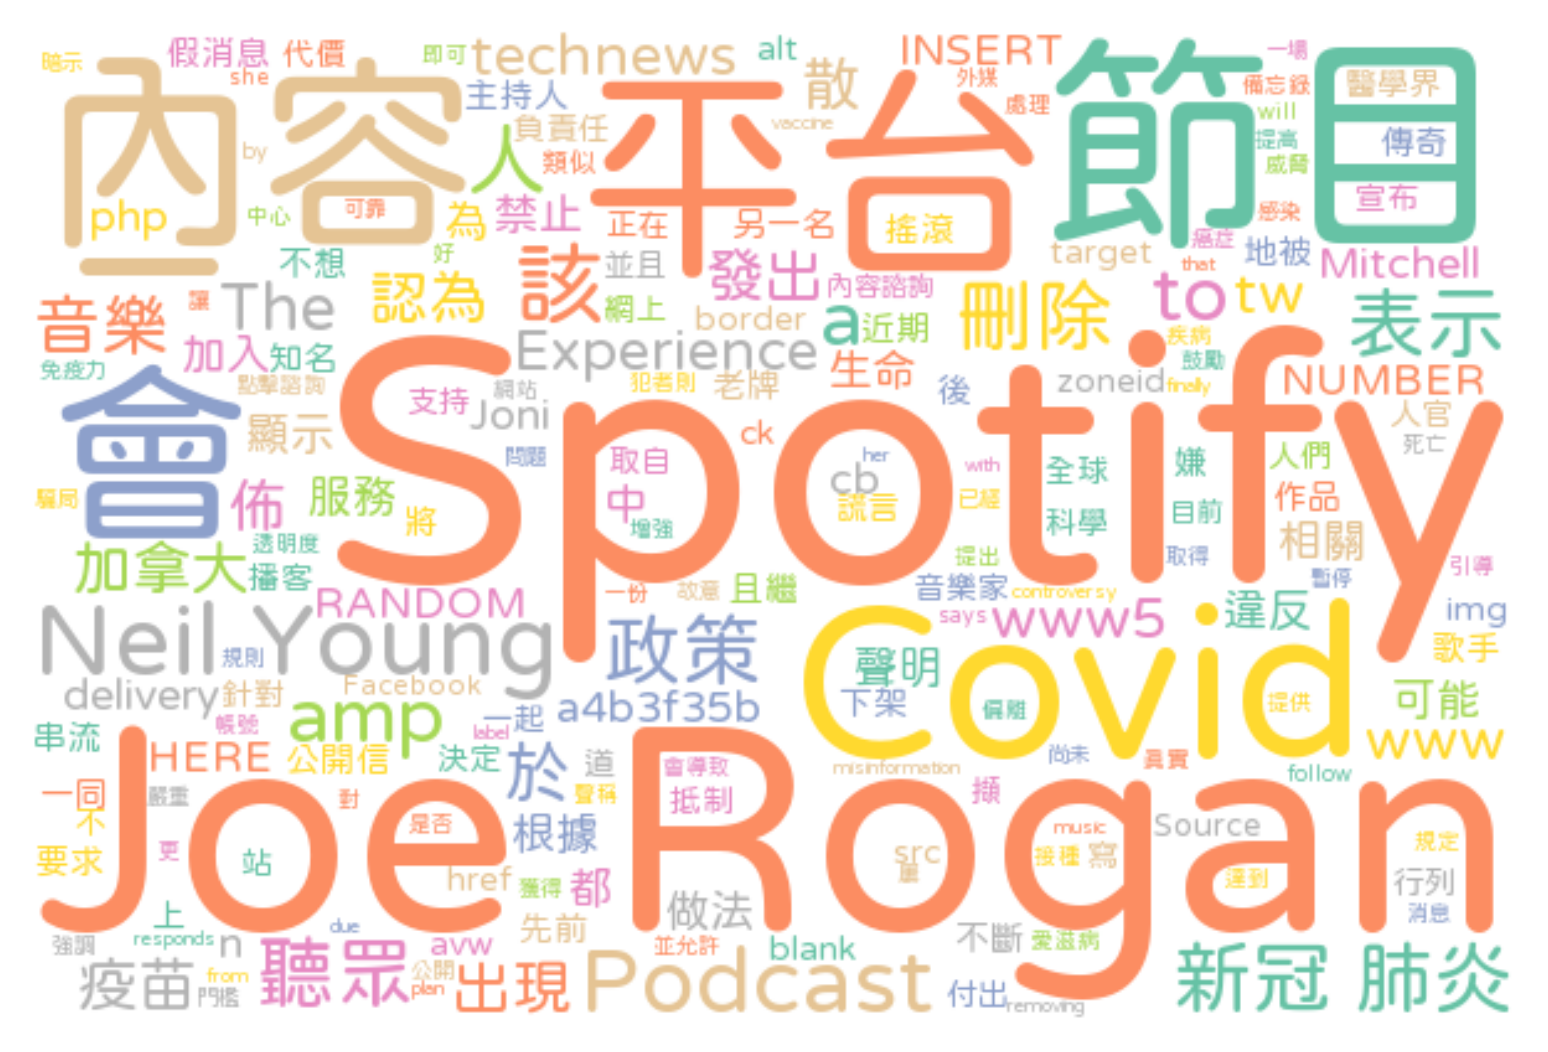 暗示
假消息
代價
she
即可
technews
alt
INSERT
一場
內容
平台
節目
主持人
散
外媒
處理
備忘錄
醫學界
will
提高
傳奇
威爾
宣布
負責任
vaccine
類似
人
by
php
中心
可靠
為
禁止
正在
另一名
搖滾
感染
癌症
地被
Mitchell
不想
好
該
並且
發出
內容諮詢
target
that
音樂
讓
The
認為
網上
border
a
近期
刪除
to
tw
表示
加入
知名
Experience
疾病
免疫力
點擊諮詢
支持
網站
犯者則
老牌
生命
後
zoneid
finally
鼓勵
NUMBER
會
Spotify
顯示
Joni
人官
死亡
ck
問題
取自
her
with
全球
嫌
人們
騙局
佈
服務
將
中
增強
cb
謊言
已經
科學
目前
作品
相關
加拿大
透明度
播客
提出
取得
引導
暫停
RANDOM
一份
故意
且繼
音樂家
controversy
Neil Young
規則
政策
Covid
says
www5
違反
img
歌手
聲明
delivery
針對
Facebook
a4b3f35b
下架
偏離
提供
可能
串流
帳號
amp
label
一起
www
HERE
公開信
決定
於
道
會導致
misinformation
尚未
真實
follow
Joe Rogan
一同
嚴重
對
聲稱
抵制
擷
不
是否
根據
music
Source
要求
更
站
src
接種
寫
規定
href
獲得
都
達到
行列
消息
上
做法
responds
due
先前
強調
n
聽眾
avw
並允許
blank
不斷
愛滋病
疫苗
from
門檻
公開
plan
出現
Podcast
付出
removing
新冠 肺炎